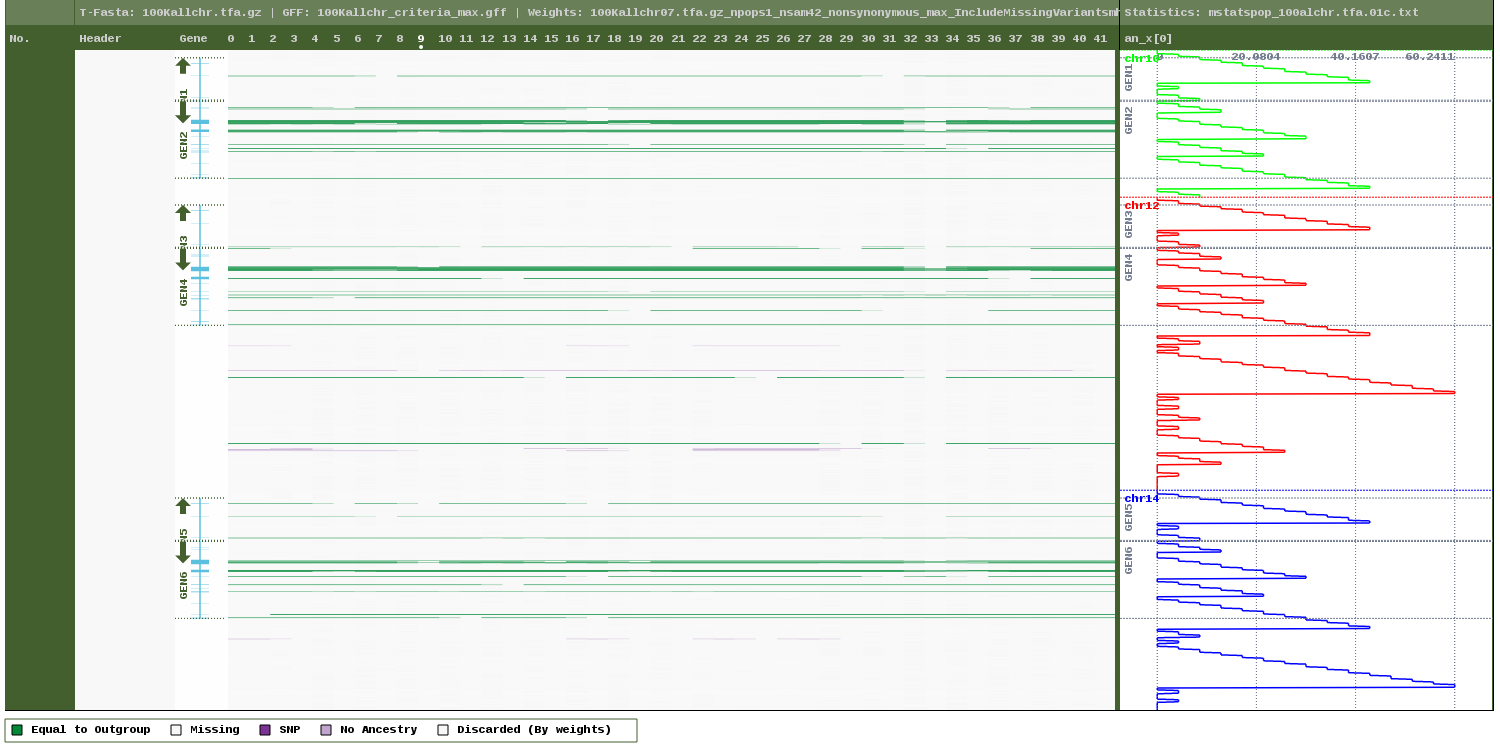 T-Fasta: 100Kallchr.tfa.gz | GFF: 100Kallchr_criteria_max.gff | Weights: 100Kallchr07.tfa.gz_npops1_nsam42_nonsynonymous_max_IncludeMissingVariantsm
Statistics: mstatspop_100alchr.tfa.01c.txt
No. Header Gene 0 1 2 3 4 5 6 7 8 9 10 11 12 13 14 15 16 17 18 19 20 21 22 23 24 25 26 27 28 29 30 31 32 33 34 35 36 37 38 39 40 41
an_x[0]
chr10
0 20.0804 40.1607 60.2411
GEN1
GEN2
GEN2
chr12
GEN3
GEN4
GEN4
chr14
GEN5
GEN6
GEN6
Equal to Outgroup Missing SNP No Ancestry Discarded (By weights)